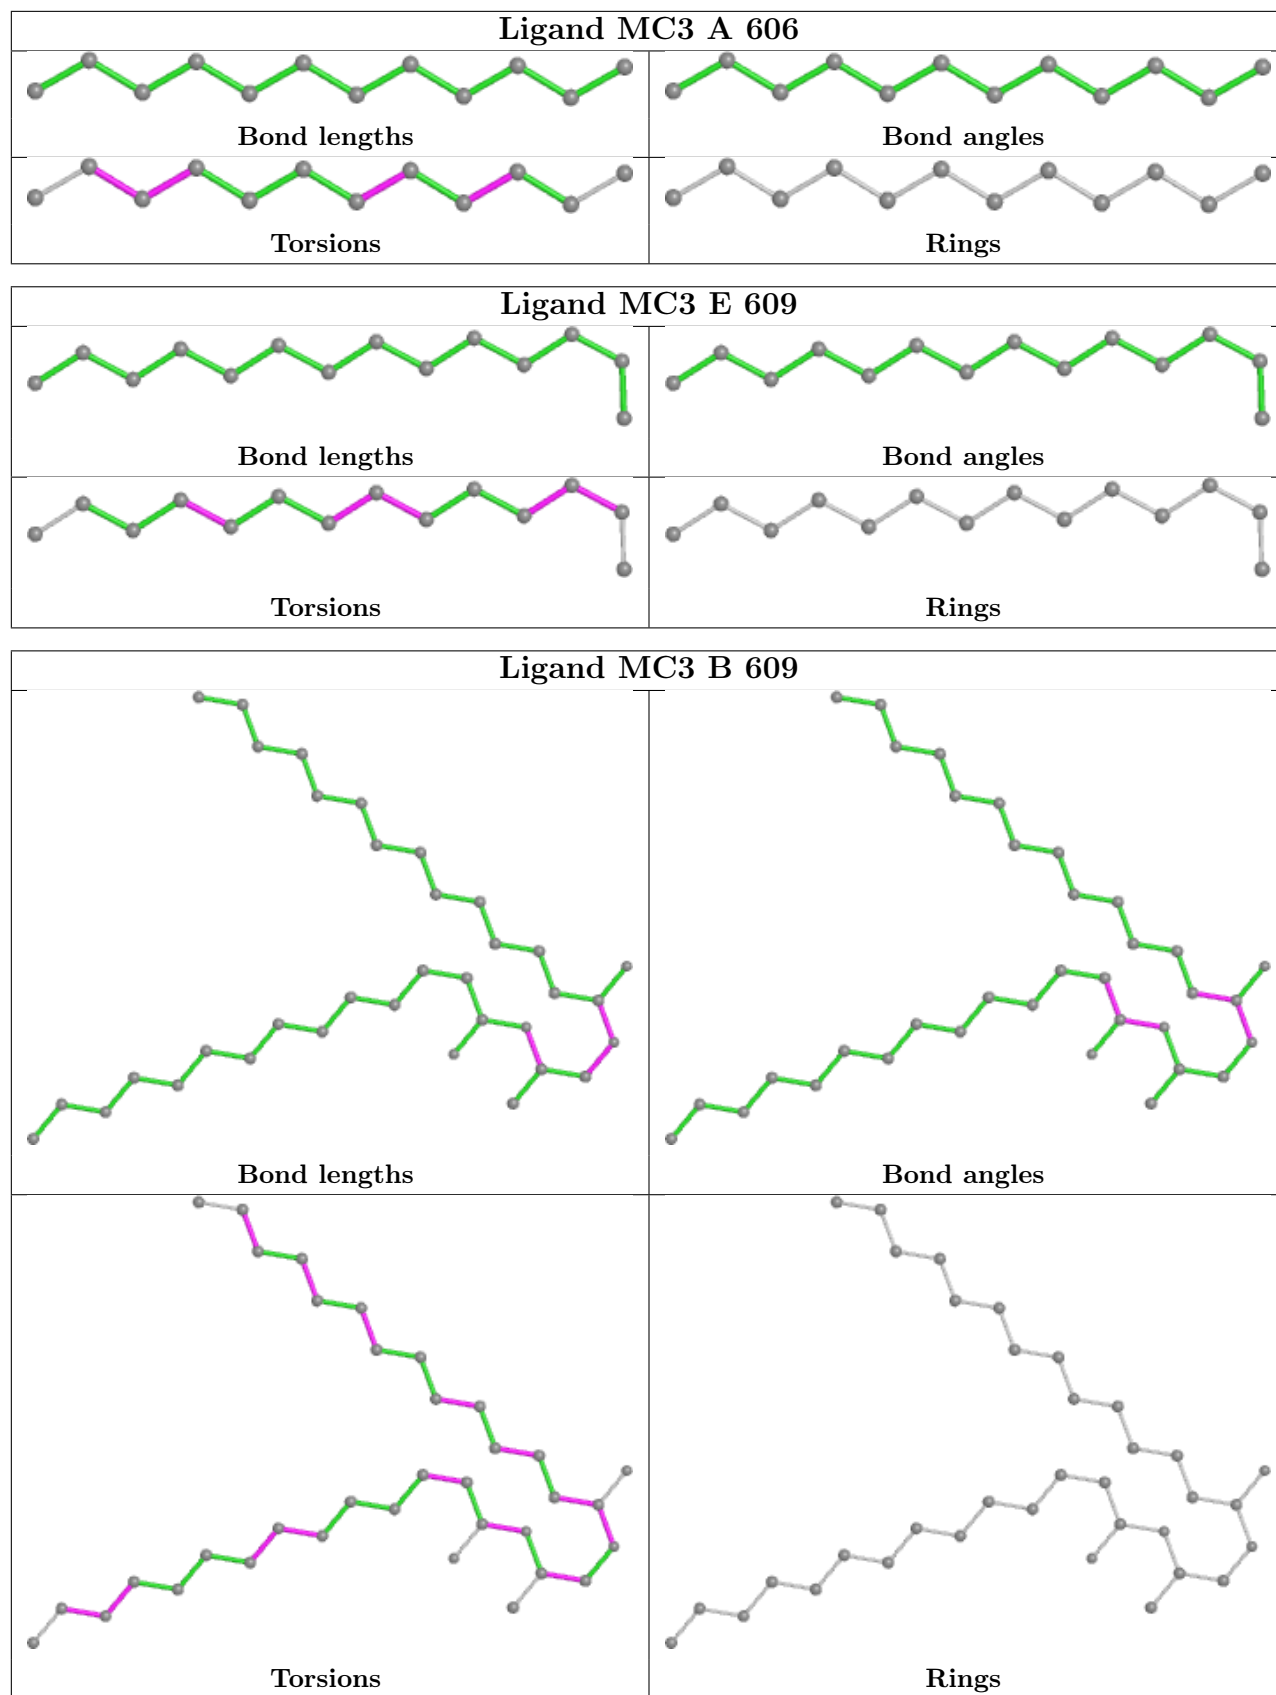 Ligand MC3 A 606
Bond lengths
Bond angles
Torsions
Rings
Ligand MC3 E 609
Bond lengths
Bond angles
Torsions
Rings
Ligand MC3 B 609
Bond lengths
Bond angles
Torsions
Rings